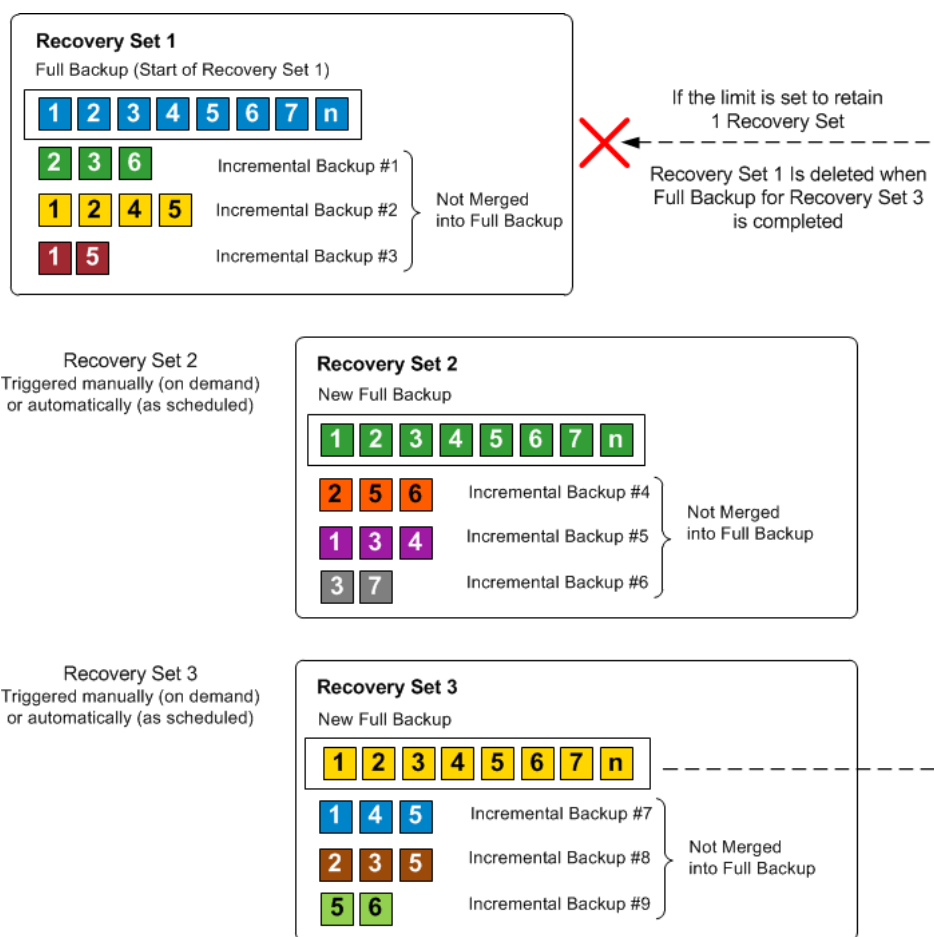 Recovery Set 1
Full Backup (Start of Recovery Set 1)
1 2 3 4 5 6 7 n
2 3 6 Incremental Backup #1
1 2 4 5 Incremental Backup #2
1 5 Incremental Backup #3
Not Merged
into Full Backup
If the limit is set to retain
1 Recovery Set
Recovery Set 1 Is deleted when
Full Backup for Recovery Set 3
is completed
Recovery Set 2
Triggered manually (on demand)
or automatically (as scheduled)
Recovery Set 2
New Full Backup
1 2 3 4 5 6 7 n
2 5 6 Incremental Backup #4
1 3 4 Incremental Backup #5
3 7 Incremental Backup #6
Not Merged
into Full Backup
Recovery Set 3
Triggered manually (on demand)
or automatically (as scheduled)
Recovery Set 3
New Full Backup
1 2 3 4 5 6 7 n
1 4 5 Incremental Backup #7
2 3 5 Incremental Backup #8
5 6 Incremental Backup #9
Not Merged
into Full Backup